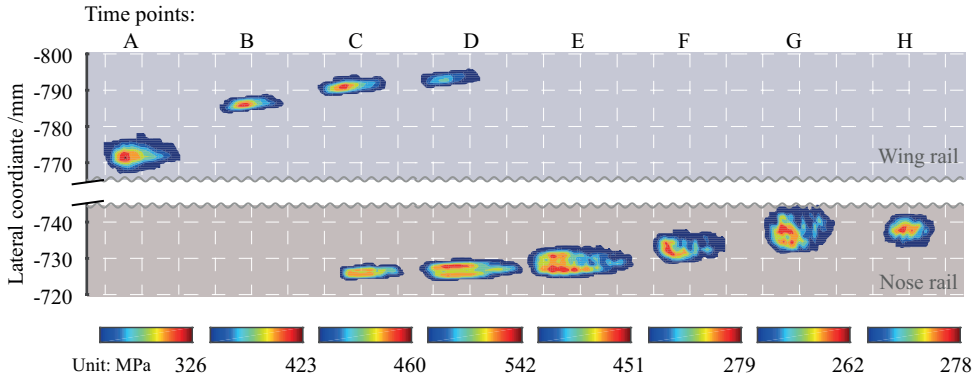 Time points:
A B C D E F G H
-800
-790
-780
-770
Wing rail
Lateral coordiante /mm
-740
-730
-720
Nose rail
Unit: MPa 326 423 460 542 451 279 262 278